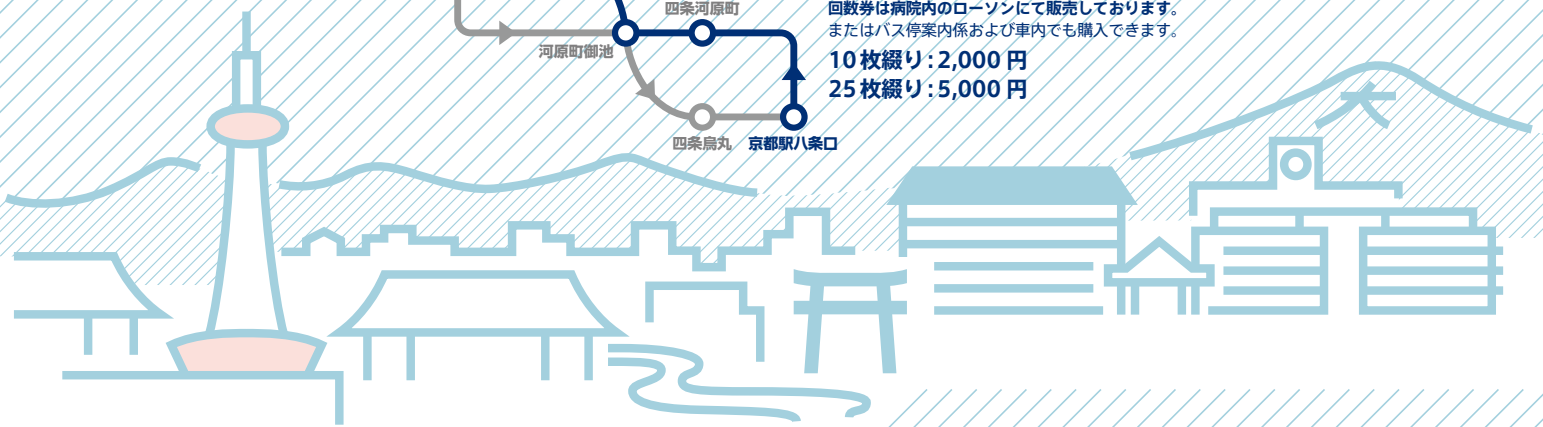 四条河原町
河原町御池
四条烏丸
京都駅八条口
回数券は病院内のローソンにて販売しております。
またはバス停案内係および車内でも購入できます。
10枚綴り:2,000円
25枚綴り:5,000円
大